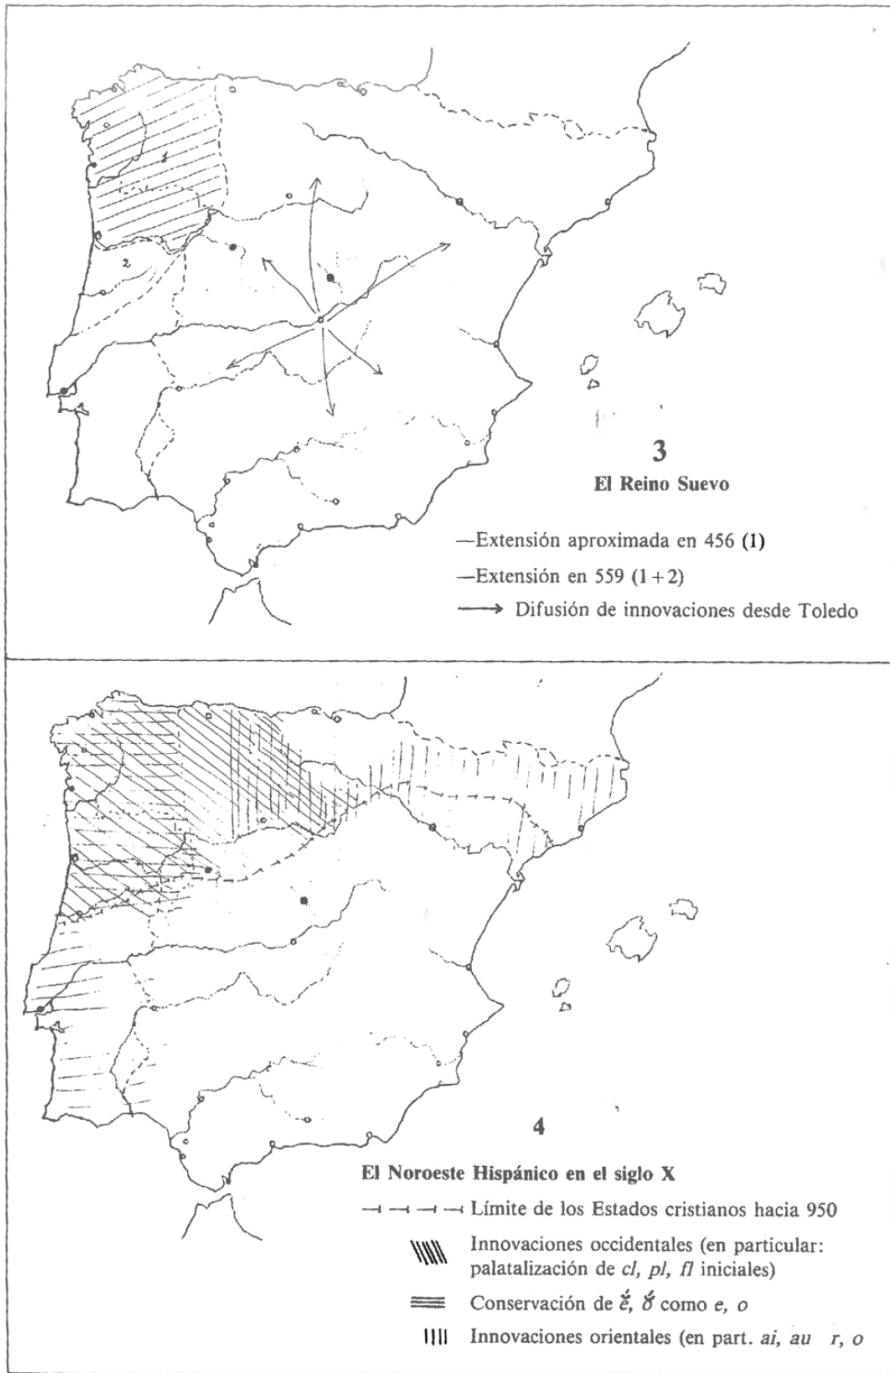 1
2
3
El Reino Suevo
—Extensión aproximada en 456 (1)
—Extensión en 559 (1+2)
Difusión de innovaciones desde Toledo
4
El Noroeste Hispánico en el siglo X
Límite de los Estados cristianos hacia 950
Innovaciones occidentales (en particular:
palatalización de cl, pl, fl iniciales)
Conservación de ĕ́, ŏ́ como e, o
Innovaciones orientales (en part. ai, au r, o